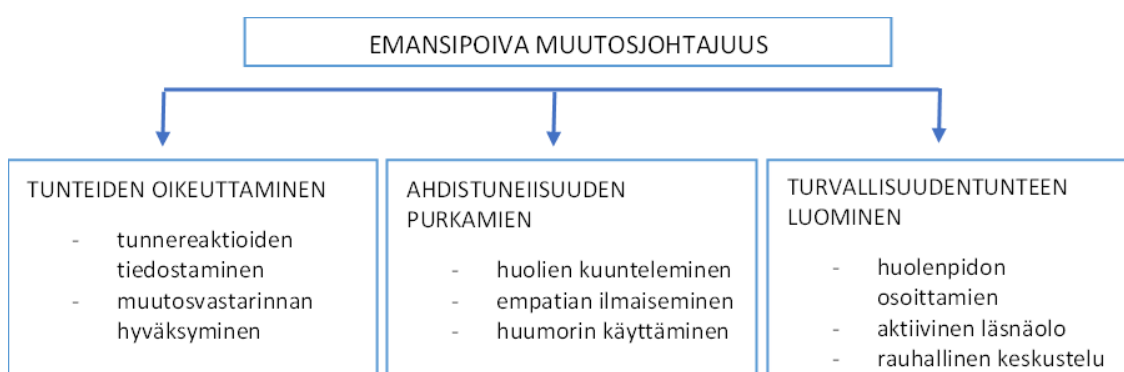 EMANSIPOIVA MUUTOSJOHTAJUUS
TUNTEIDEN OIKEUTTAMINEN
- tunnereaktioiden
tiedostaminen
- muutosvastarinnan
hyväksyminen
AHDISTUNEIISUUDEN
PURKAMIEN
- huolien kuunteleminen
- empatian ilmaiseminen
- huumorin käyttäminen
TURVALLISUUDENTUNTEEN
LUOMINEN
- huolenpidon
osoittamien
- aktiivinen läsnäolo
- rauhallinen keskustelu